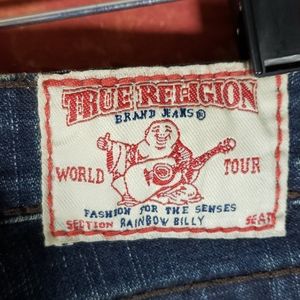 TRUE RELIGION
BRAND JEANS®
WORLD TOUR
FASHION FOR THE SENSES
SECTION RAINBOW BILLY SEAT